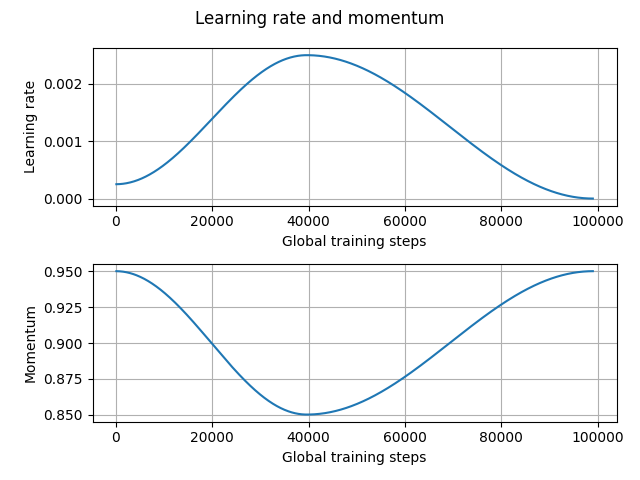 Learning rate and momentum
0.002
0.001
0.000
Learning rate
0 20000 40000 60000 80000 100000
Global training steps
0.950
0.925
0.900
0.875
0.850
Momentum
0 20000 40000 60000 80000 100000
Global training steps